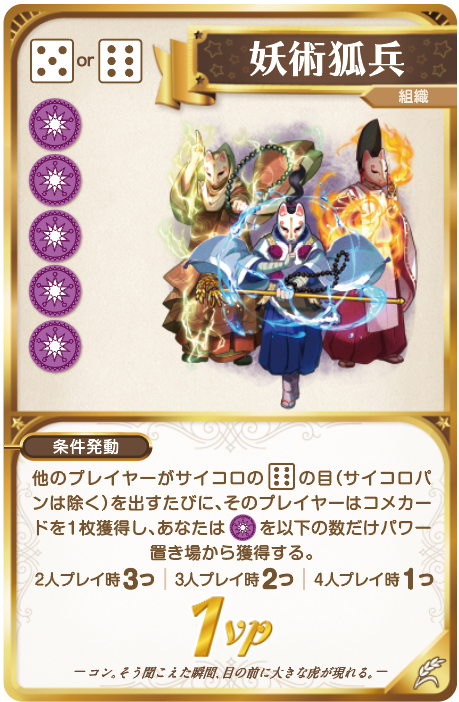 or
妖術狐兵
組織
条件発動
他のプレイヤーがサイコロの の目(サイコロパ
ンは除く)を出すたびに、そのプレイヤーはコメカー
ドを1枚獲得し、あなたは を以下の数だけパワー
置き場から獲得する。
2人プレイ時3つ | 3人プレイ時2つ | 4人プレイ時1つ
1vp
―コン。そう聞こえた瞬間、目の前に大きな虎が現れる。―